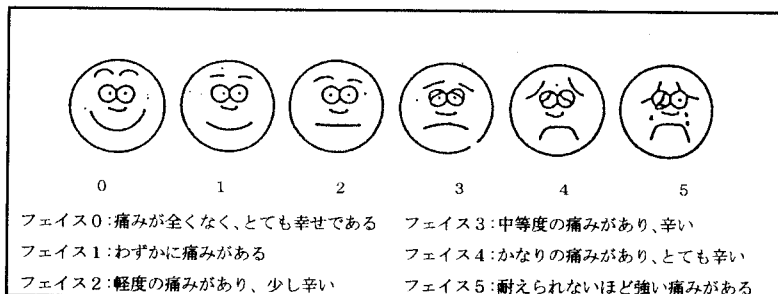 0 1 2 3 4 5
フェイス0:痛みが全くなく、とても幸せである
フェイス1:わずかに痛みがある
フェイス2:軽度の痛みがあり、少し辛い
フェイス3:中等度の痛みがあり、辛い
フェイス4:かなりの痛みがあり、とても辛い
フェイス5:耐えられないほど強い痛みがある